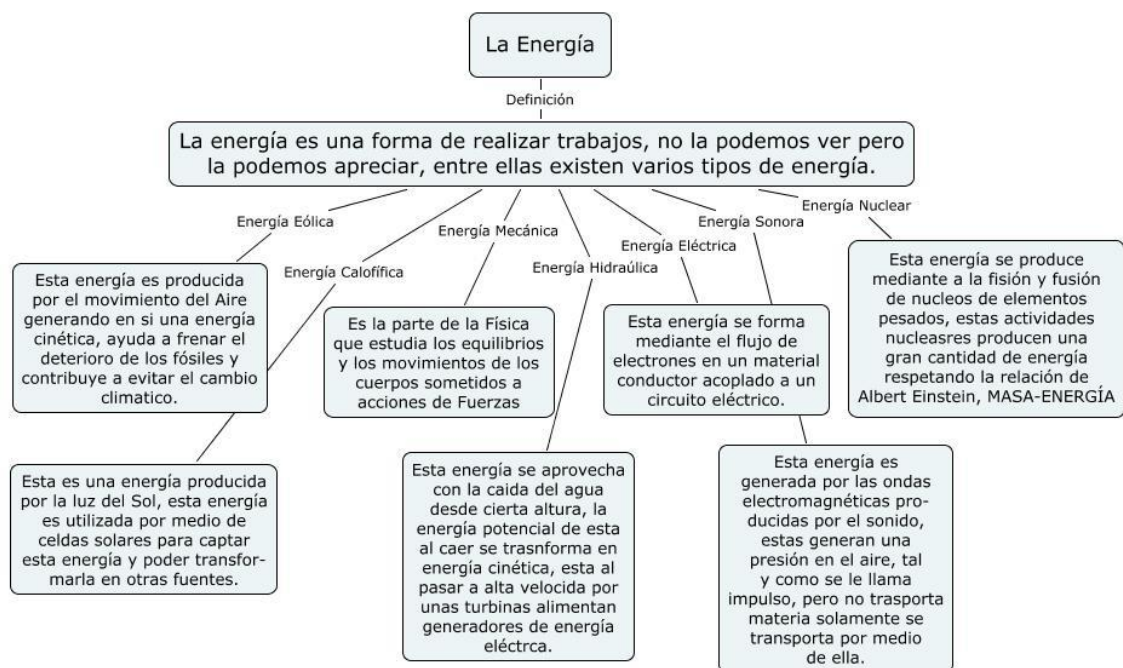 La Energía
Definición
La energía es una forma de realizar trabajos, no la podemos ver pero
la podemos apreciar, entre ellas existen varios tipos de energía.
Energía Eólica
Esta energía es producida
por el movimiento del Aire
generando en si una energía
cinética, ayuda a frenar el
deterioro de los fósiles y
contribuye a evitar el cambio
climatico.
Energía Calofífica
Esta es una energía producida
por la luz del Sol, esta energía
es utilizada por medio de
celdas solares para captar
esta energía y poder transfor-
marla en otras fuentes.
Energía Mecánica
Es la parte de la Física
que estudia los equilibrios
y los movimientos de los
cuerpos sometidos a
acciones de Fuerzas
Energía Hidraúlica
Esta energía se aprovecha
con la caida del agua
desde cierta altura, la
energía potencial de esta
al caer se trasnforma en
energía cinética, esta al
pasar a alta velocida por
unas turbinas alimentan
generadores de energía
eléctrca.
Energía Eléctrica
Esta energía se forma
mediante el flujo de
electrones en un material
conductor acoplado a un
circuito eléctrico.
Energía Sonora
Esta energía es
generada por las ondas
electromagnéticas pro-
ducidas por el sonido,
estas generan una
presión en el aire, tal
y como se le llama
impulso, pero no trasporta
materia solamente se
transporta por medio
de ella.
Energía Nuclear
Esta energía se produce
mediante a la fisión y fusión
de nucleos de elementos
pesados, estas actividades
nucleasres producen una
gran cantidad de energía
respetando la relación de
Albert Einstein, MASA-ENERGÍA